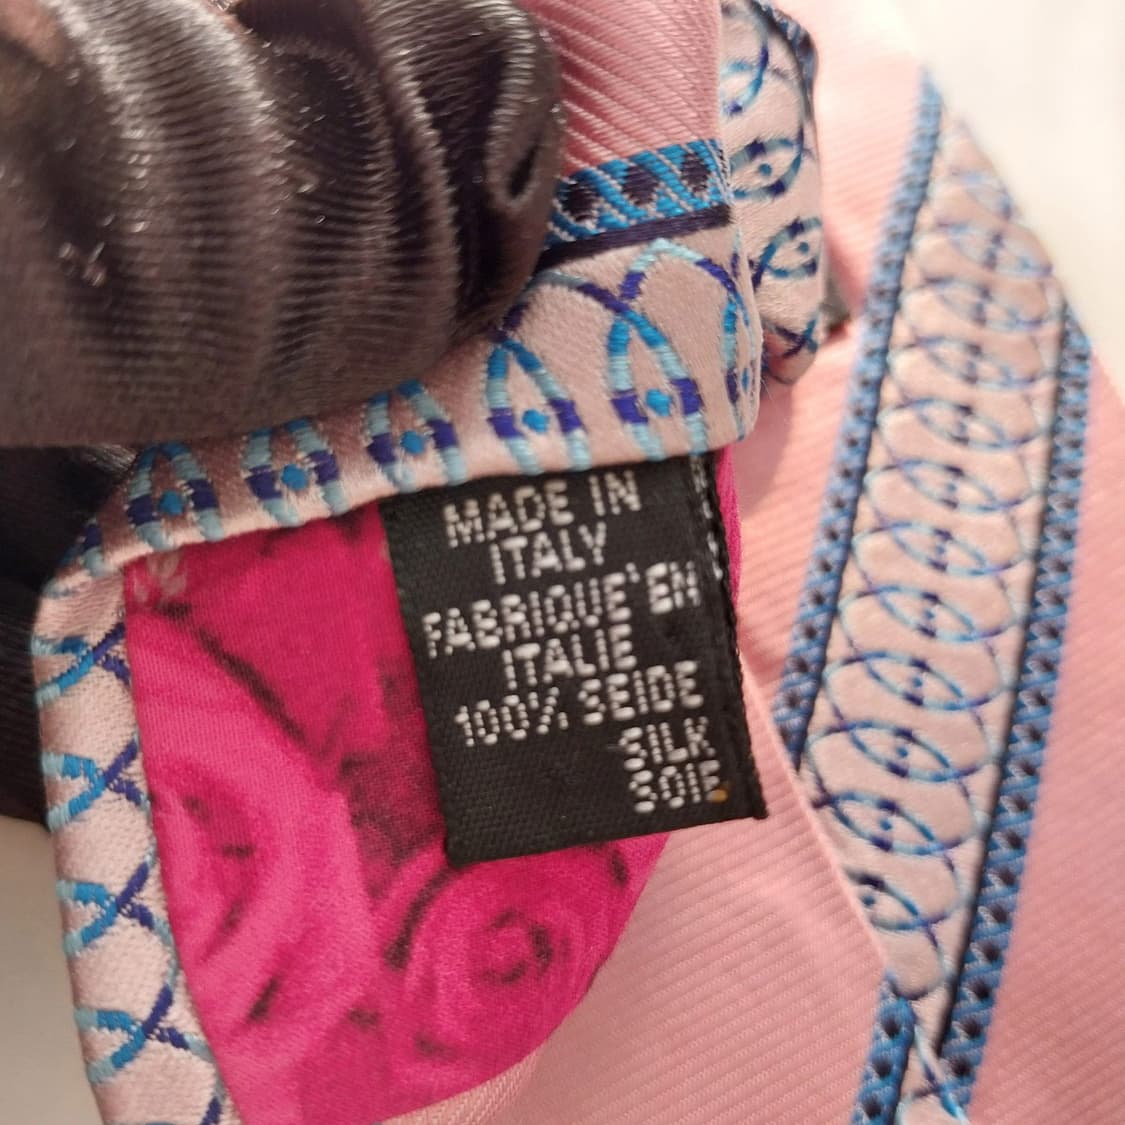 MADE IN
ITALY
FABRIQUE'EN
ITALIE
100% SEIDE
SILK
SOIE